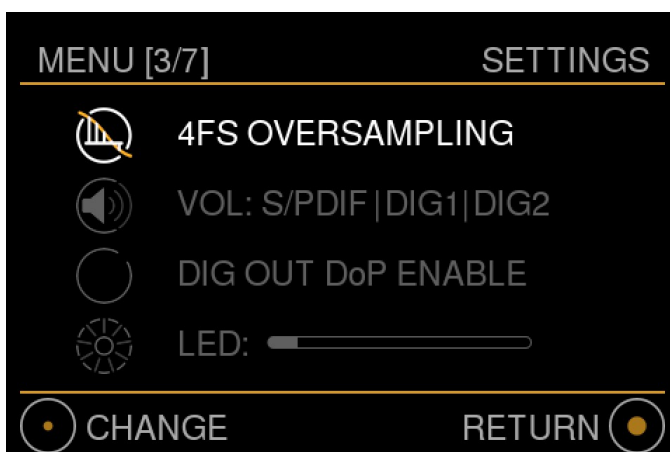 MENU [3/7] SETTINGS
4FS OVERSAMPLING
VOL: S/PDIF|DIG1|DIG2
DIG OUT DoP ENABLE
LED:
CHANGE RETURN